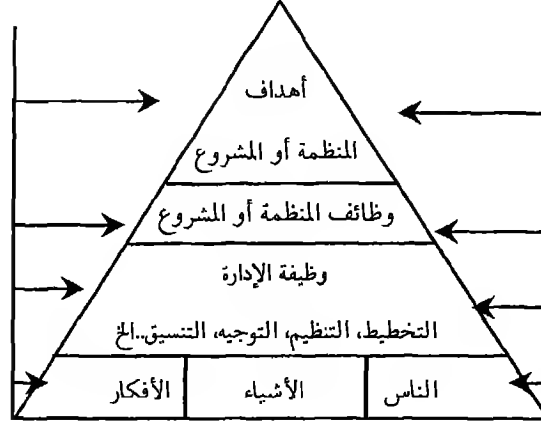 أهداف
المنظمة أو المشروع
وظائف المنظمة أو المشروع
وظيفة الإدارة
التخطيط، التنظيم، التوجيه، التنسيق..الخ
الناس الأشياء الأفكار